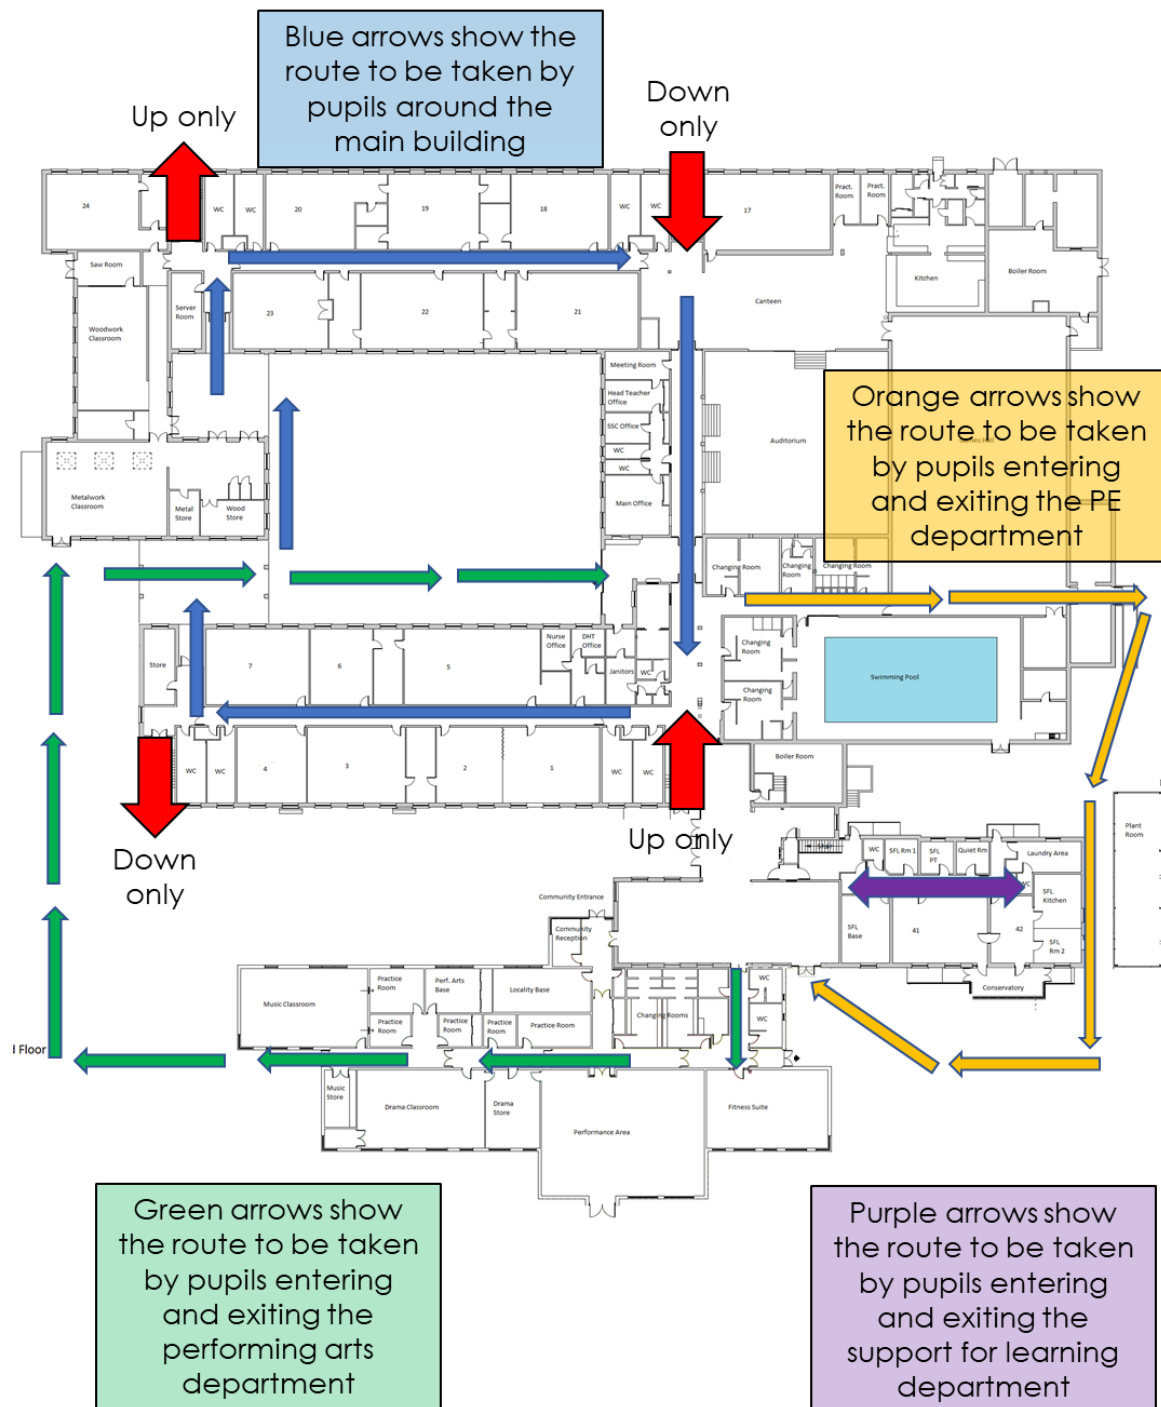 Blue arrows show the
route to be taken by
pupils around the
main building
Up only
Down
only
24
WC
WC
20
19
18
WC
WC
17
Pract.
Room
Pract.
Room
Saw Room
Server
Room
23
22
21
Canteen
Kitchen
Boiler Room
Woodwork
Classroom
Meeting Room
Head Teacher
Office
SSC Office
WC
WC
Main Office
Auditorium
Orange arrows show
the route to be taken
by pupils entering
and exiting the PE
department
Metalwork
Classroom
Metal
Store
Wood
Store
Changing Room
Changing
Room
Changing Room
Store
7
6
5
Nurse
Office
DHT
Office
Janitors
WC
Changing
Room
Changing
Room
Swimming Pool
WC
WC
4
3
2
1
WC
WC
Boiler Room
Down
only
Up only
Plant
Room
WC
SFL Rm 1
SFL
PT
Quiet Rm
Laundry Area
WC
SFL
Kitchen
SFL
Base
41
42
SFL
Rm 2
Conservatory
Community Entrance
Community
Reception
Music Classroom
Practice
Room
Perf. Arts
Base
Locality Base
Practice
Room
Practice
Room
Practice
Room
Practice Room
Changing Rooms
WC
WC
Floor
Music
Store
Drama Classroom
Drama
Store
Performance Area
Fitness Suite
Green arrows show
the route to be taken
by pupils entering
and exiting the
performing arts
department
Purple arrows show
the route to be taken
by pupils entering
and exiting the
support for learning
department